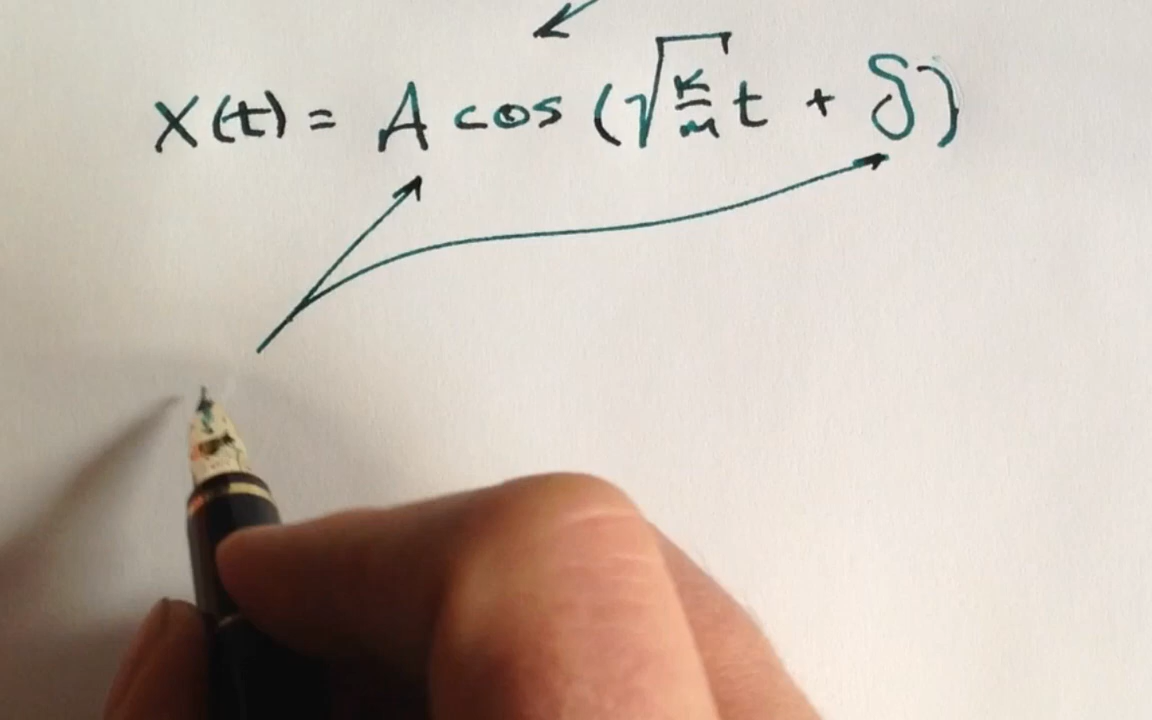 X(t) = A cos (√(K/m) t + δ)